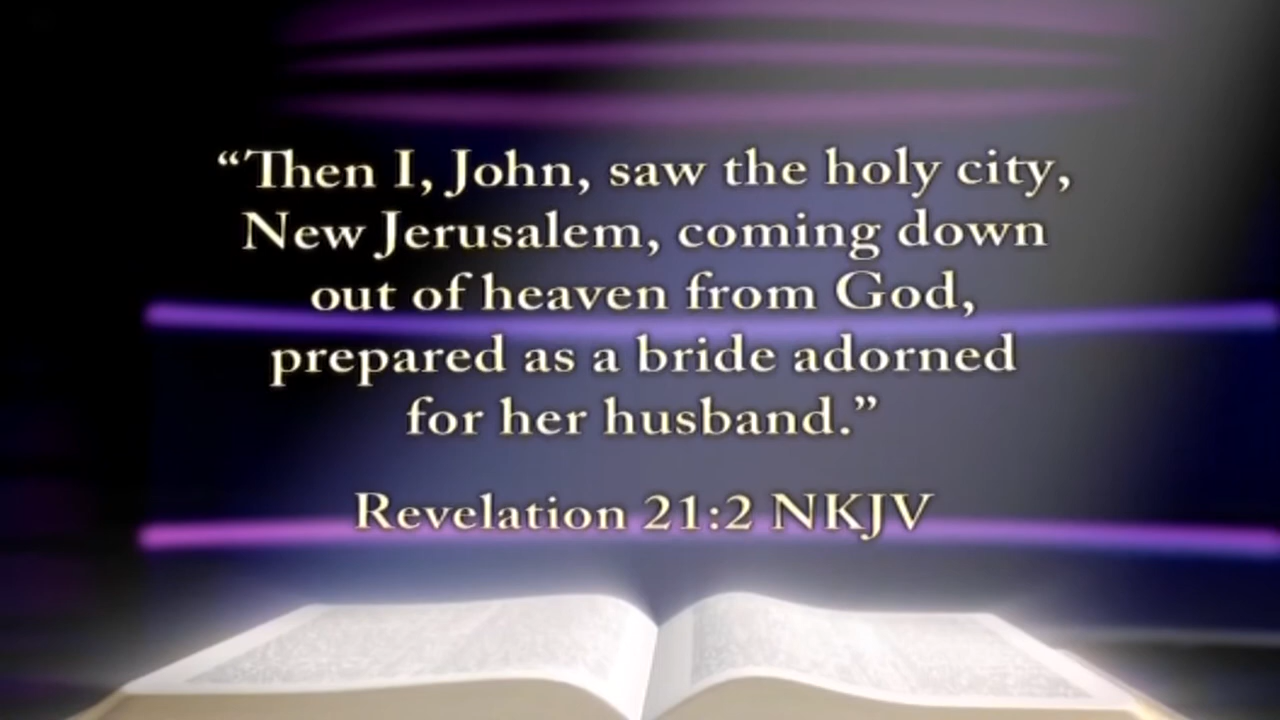 “Then I, John, saw the holy city,
New Jerusalem, coming down
out of heaven from God,
prepared as a bride adorned
for her husband.”
Revelation 21:2 NKJV